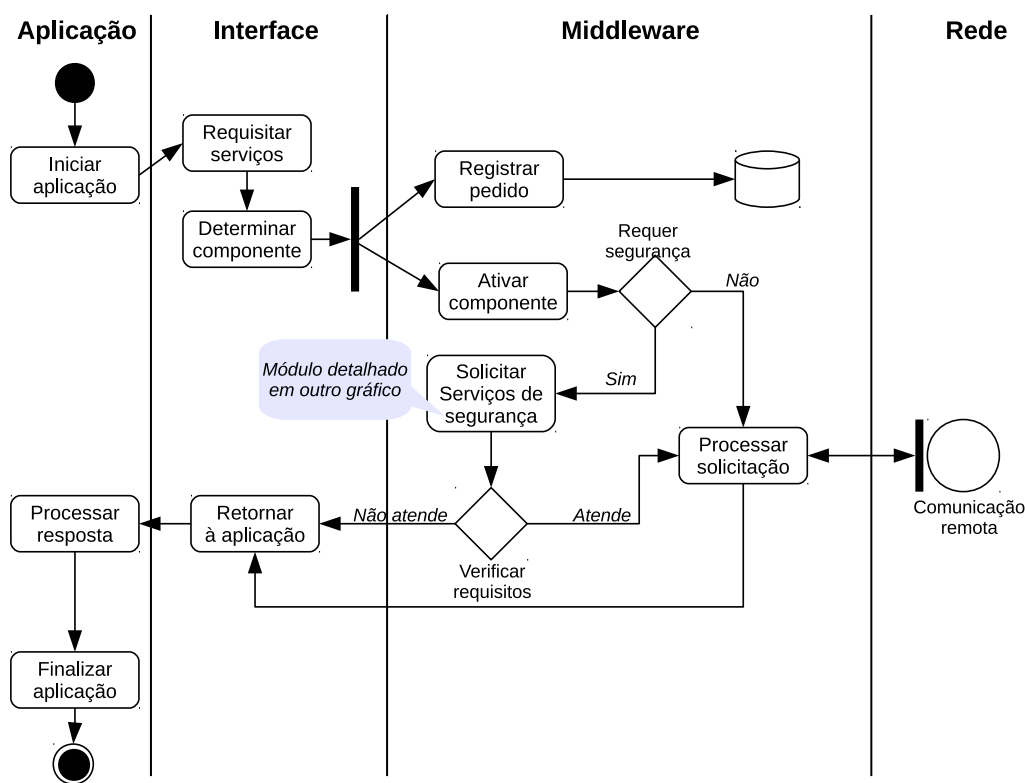 Aplicação
Interface
Middleware
Rede
Iniciar
aplicação
Requisitar
serviços
Determinar
componente
Registrar
pedido
Ativar
componente
Requer
segurança
Não
Sim
Módulo detalhado
em outro gráfico
Solicitar
Serviços de
segurança
Processar
solicitação
Comunicação
remota
Processar
resposta
Retornar
à aplicação
Não atende
Atende
Verificar
requisitos
Finalizar
aplicação